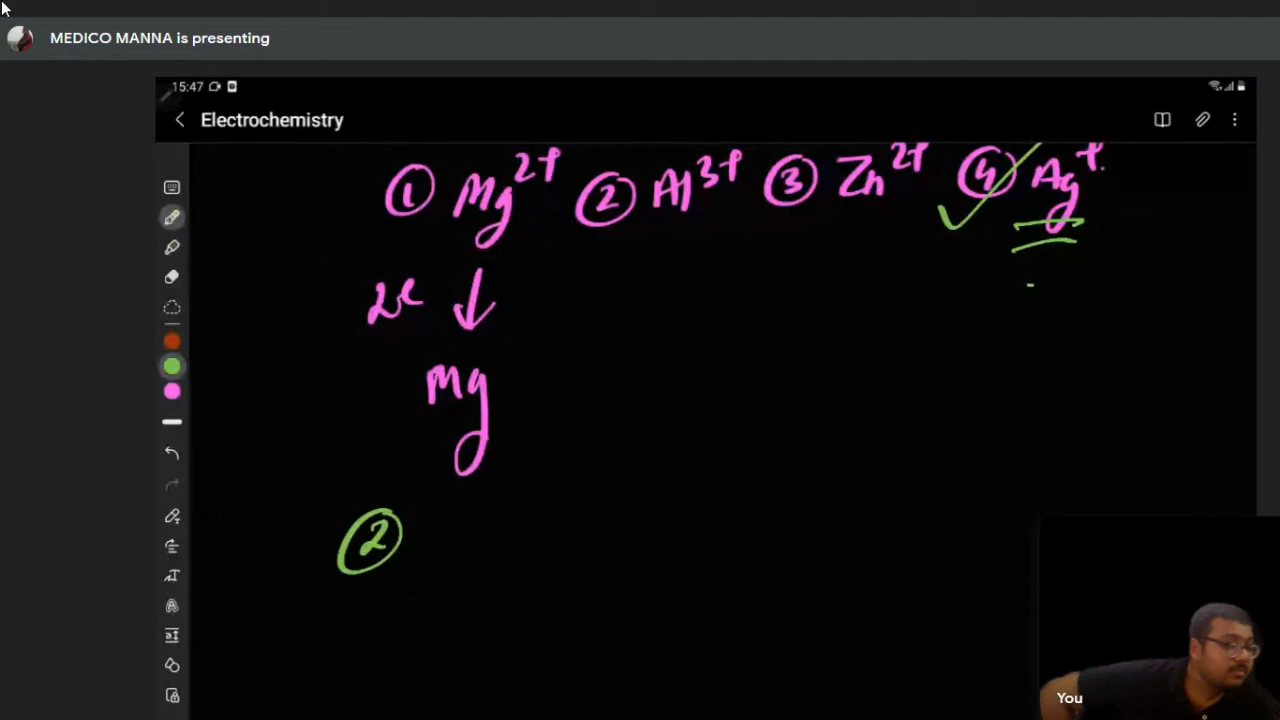 MEDICO MANNA is presenting
15:47
Electrochemistry
① Mg²⁺ ② Al³⁺ ③ Zn²⁺ ④ Ag⁺
2e ↓
Mg
②
You